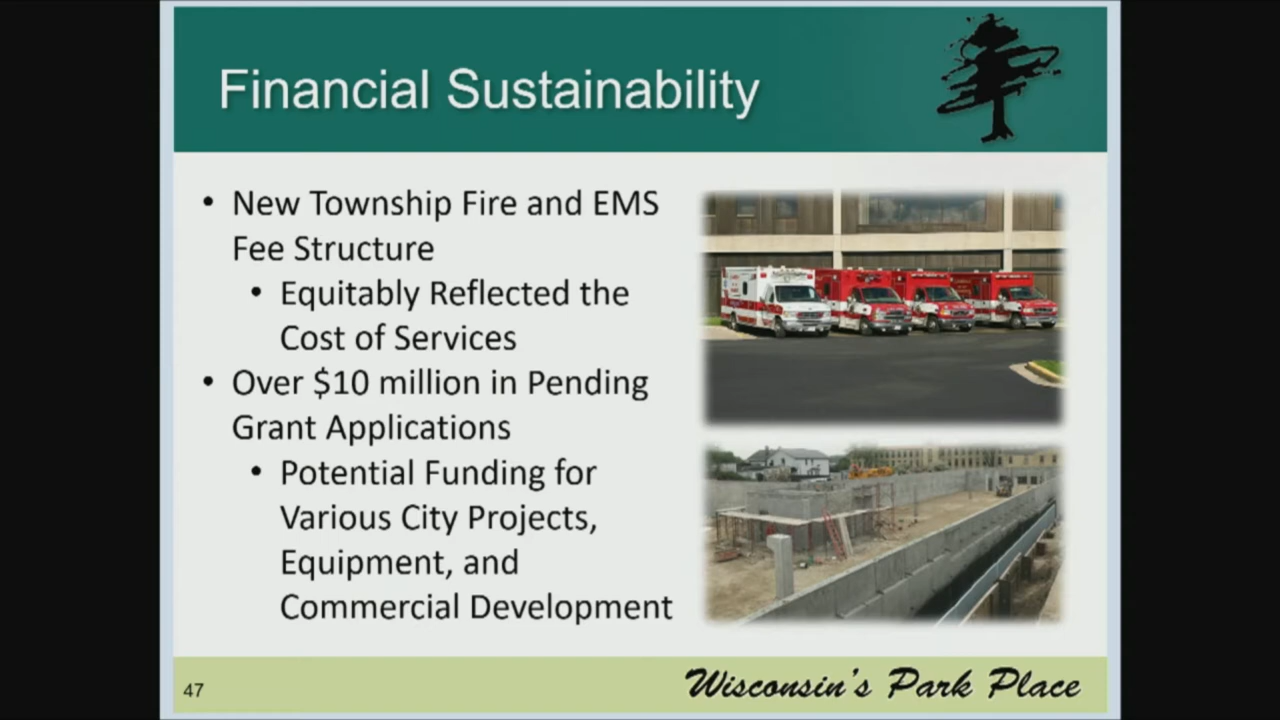 Financial Sustainability
• New Township Fire and EMS
Fee Structure
• Equitably Reflected the
Cost of Services
• Over $10 million in Pending
Grant Applications
• Potential Funding for
Various City Projects,
Equipment, and
Commercial Development
47
Wisconsin's Park Place